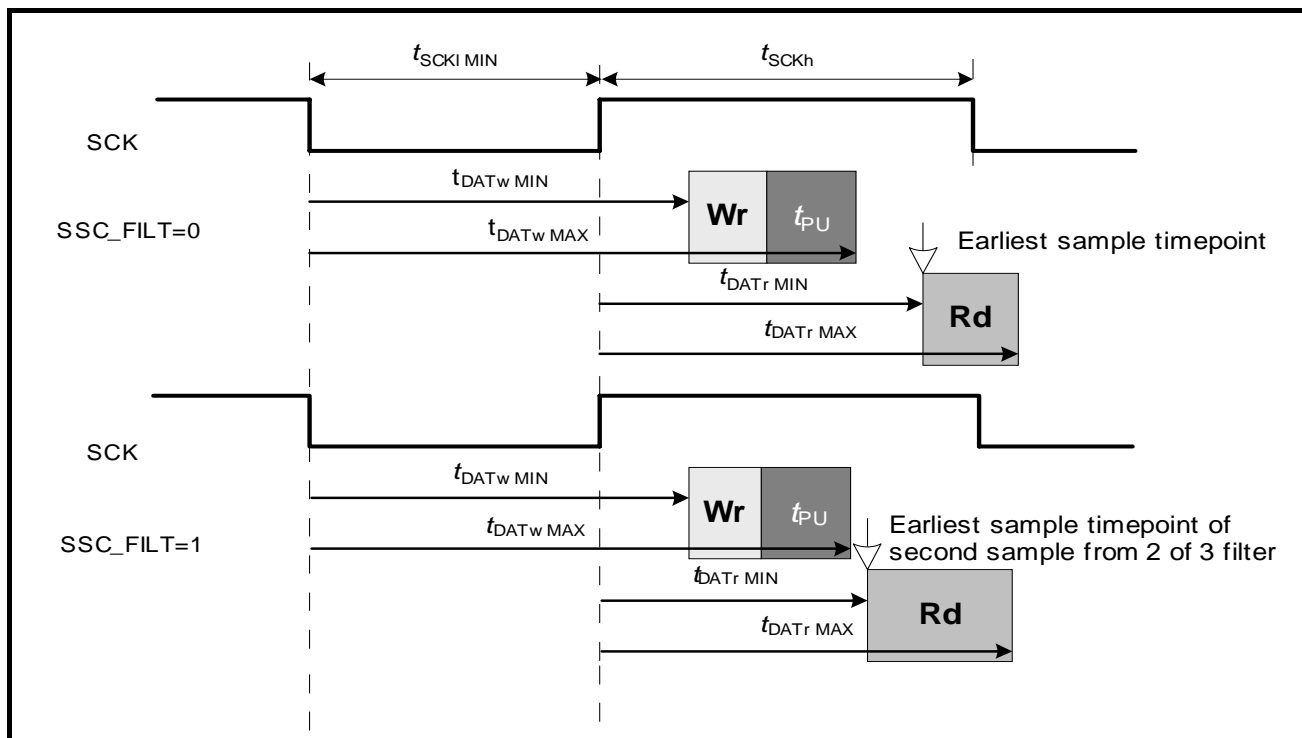 tSCKl MIN
tSCKh
SCK
tDATw MIN
SSC_FILT=0
Wr
tPU
tDATw MAX
Earliest sample timepoint
tDATr MIN
Rd
tDATr MAX
SCK
tDATw MIN
SSC_FILT=1
Wr
tPU
tDATw MAX
Earliest sample timepoint of
second sample from 2 of 3 filter
tDATr MIN
Rd
tDATr MAX